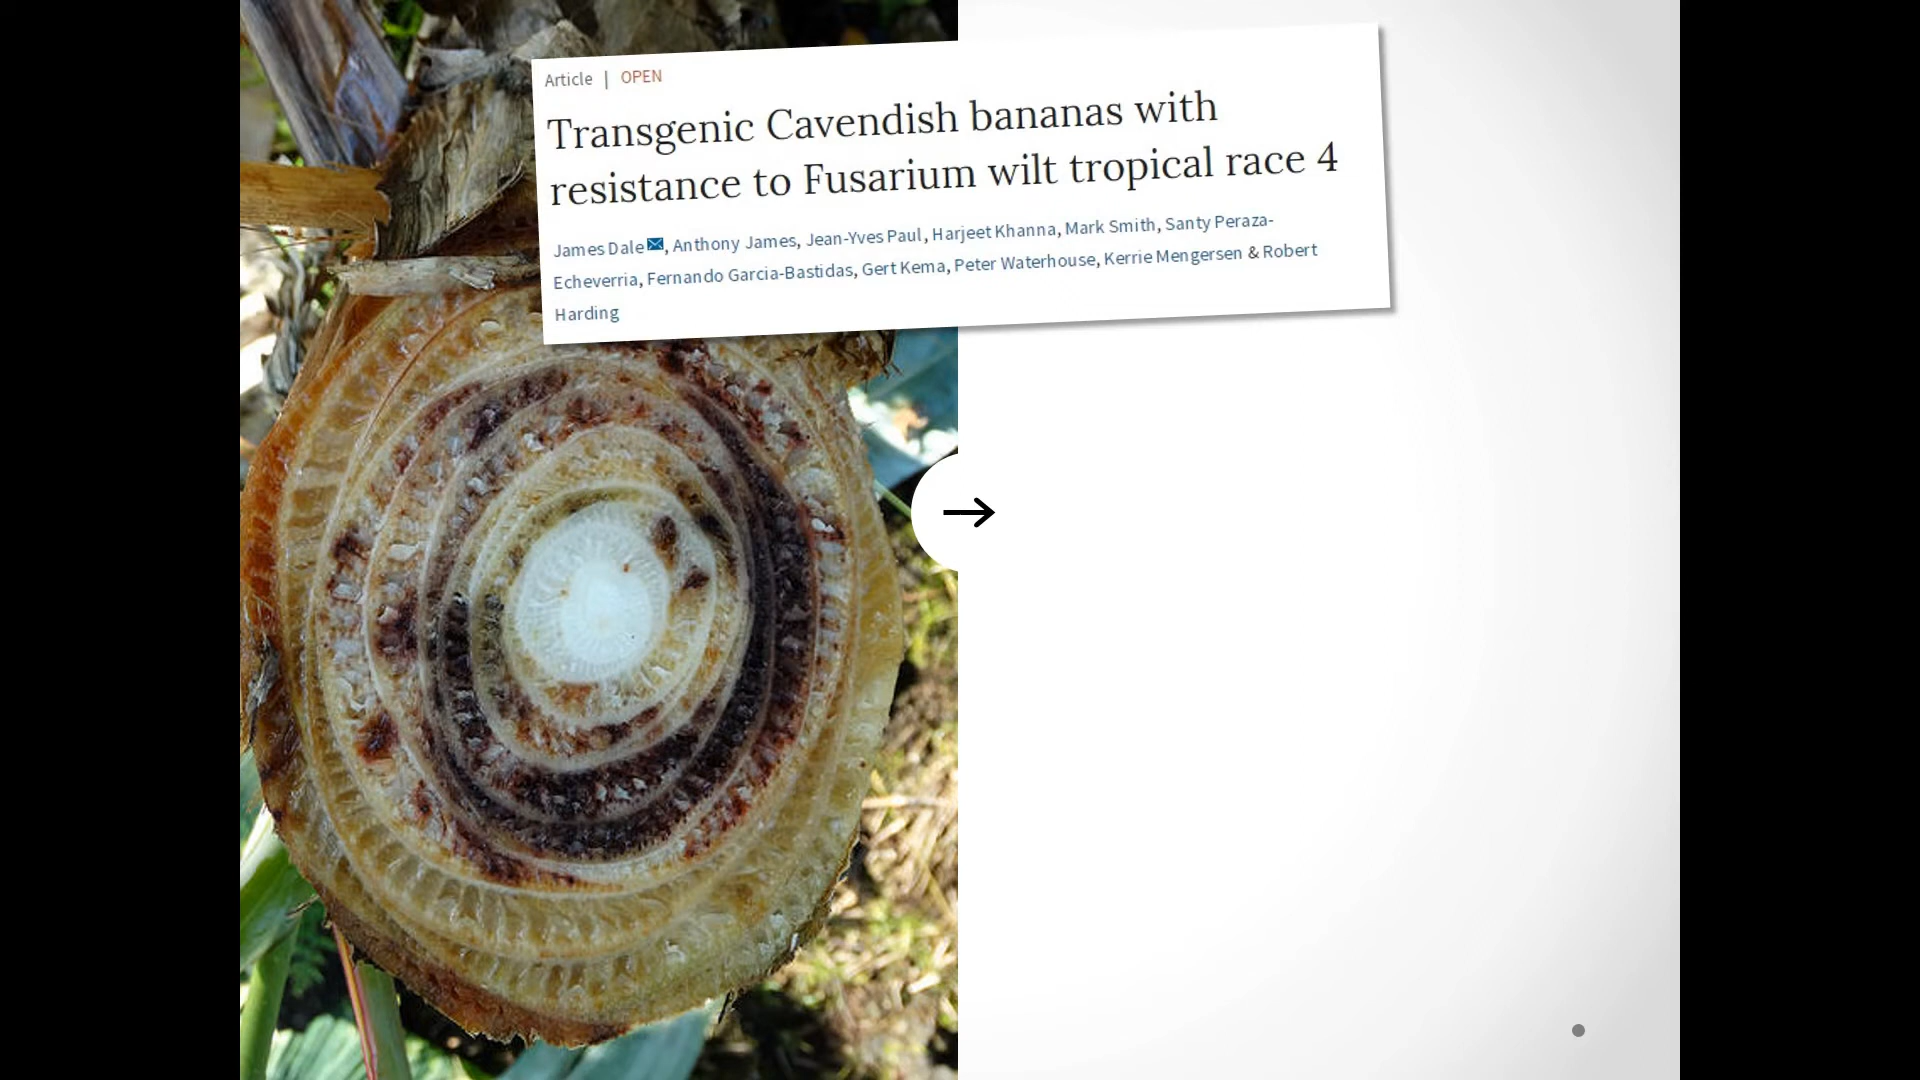 Article | OPEN
Transgenic Cavendish bananas with
resistance to Fusarium wilt tropical race 4
James Dale, Anthony James, Jean-Yves Paul, Harjeet Khanna, Mark Smith, Santy Peraza-
Echeverria, Fernando Garcia-Bastidas, Gert Kema, Peter Waterhouse, Kerrie Mengersen & Robert
Harding